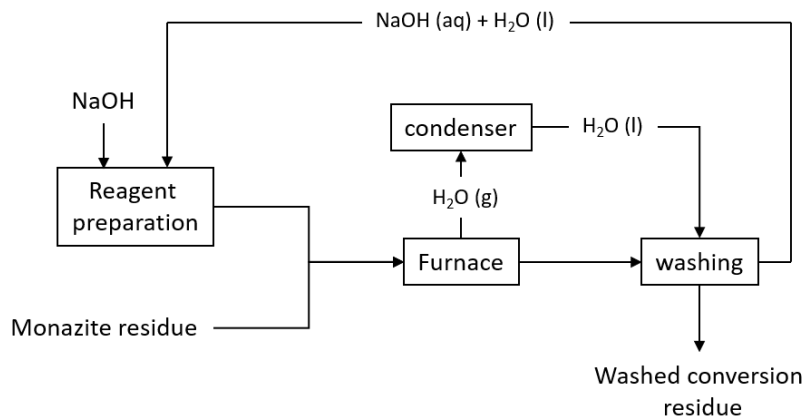 NaOH (aq) + H₂O (l)
NaOH
condenser
H₂O (l)
Reagent
preparation
H₂O (g)
Furnace
washing
Monazite residue
Washed conversion
residue